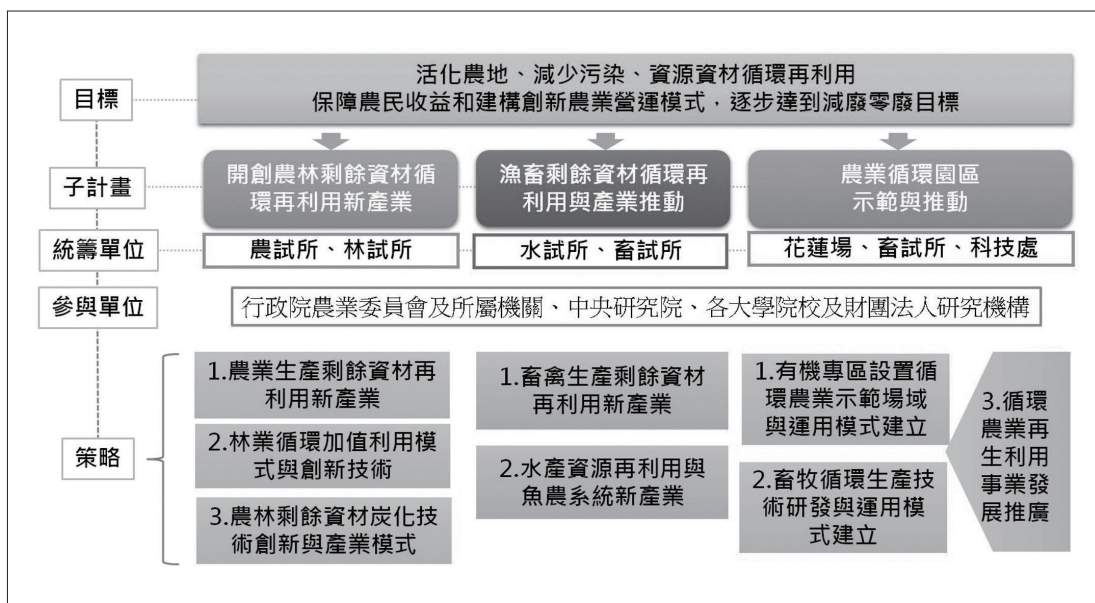 目標
活化農地、減少污染、資源資材循環再利用
保障農民收益和建構創新農業營運模式，逐步達到減廢零廢目標
子計畫
開創農林剩餘資材循
環再利用新產業
漁畜剩餘資材循環再
利用與產業推動
農業循環園區
示範與推動
統籌單位
農試所、林試所
水試所、畜試所
花蓮場、畜試所、科技處
參與單位
行政院農業委員會及所屬機關、中央研究院、各大學院校及財團法人研究機構
策略
1.農業生產剩餘資材再
利用新產業
2.林業循環加值利用模
式與創新技術
3.農林剩餘資材炭化技
術創新與產業模式
1.畜禽生產剩餘資材
再利用新產業
2.水產資源再利用與
魚農系統新產業
1.有機專區設置循
環農業示範場域
與運用模式建立
2.畜牧循環生產技
術研發與運用模
式建立
3.循環
農業再
生利用
事業發
展推廣